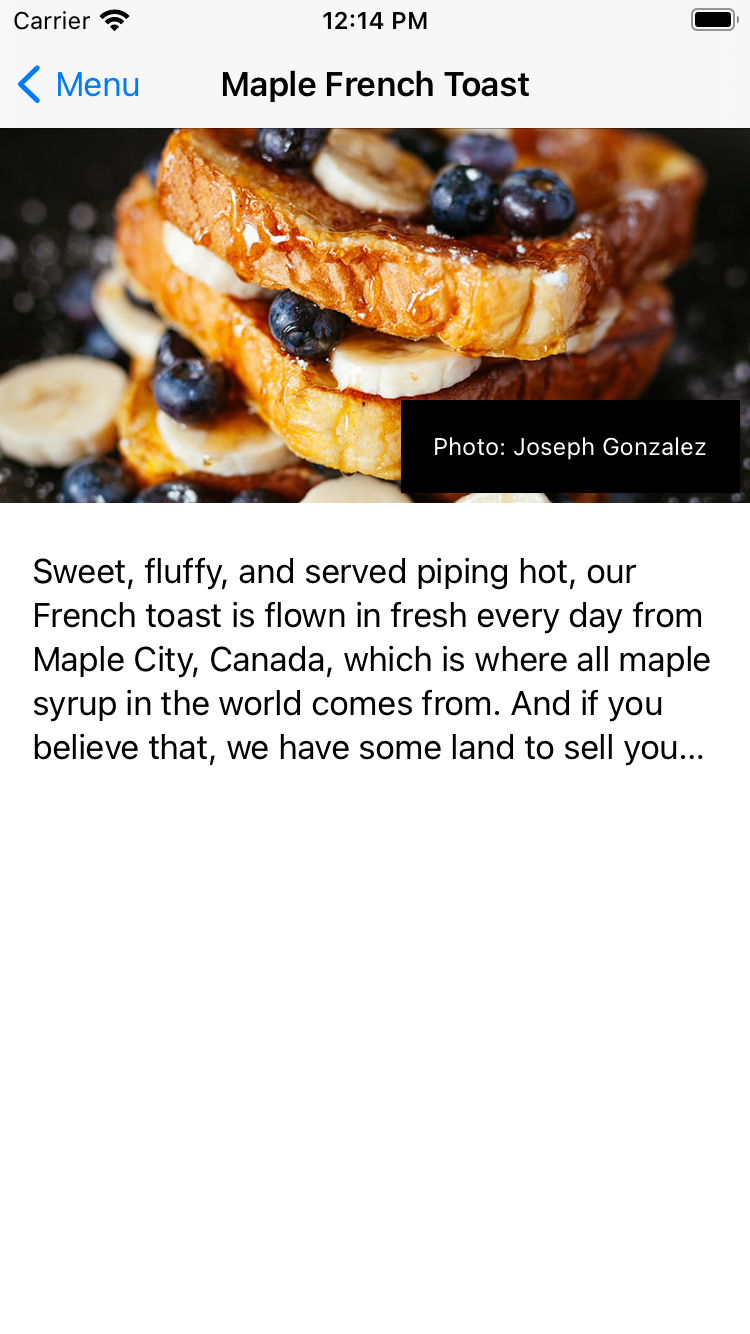 Carrier
12:14 PM
Menu
Maple French Toast
Photo: Joseph Gonzalez
Sweet, fluffy, and served piping hot, our
French toast is flown in fresh every day from
Maple City, Canada, which is where all maple
syrup in the world comes from. And if you
believe that, we have some land to sell you...